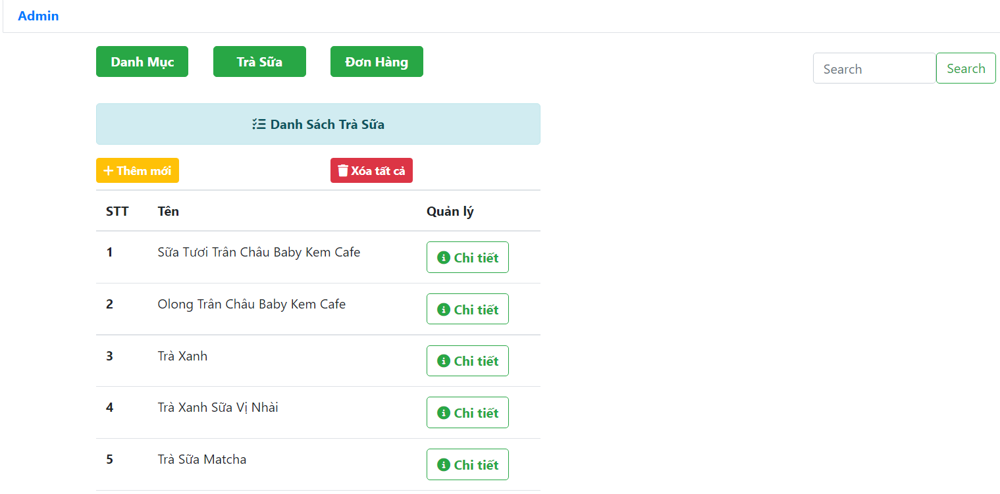 Admin
Danh Mục Trà Sữa Đơn Hàng
Search Search
Danh Sách Trà Sữa
Thêm mới Xóa tất cả
STT Tên Quản lý
1 Sữa Tươi Trân Châu Baby Kem Cafe Chi tiết
2 Olong Trân Châu Baby Kem Cafe Chi tiết
3 Trà Xanh Chi tiết
4 Trà Xanh Sữa Vị Nhài Chi tiết
5 Trà Sữa Matcha Chi tiết